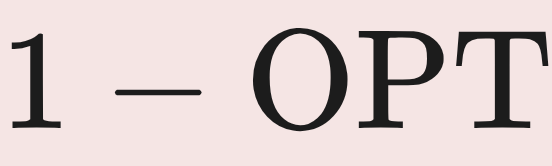 1 — OPT